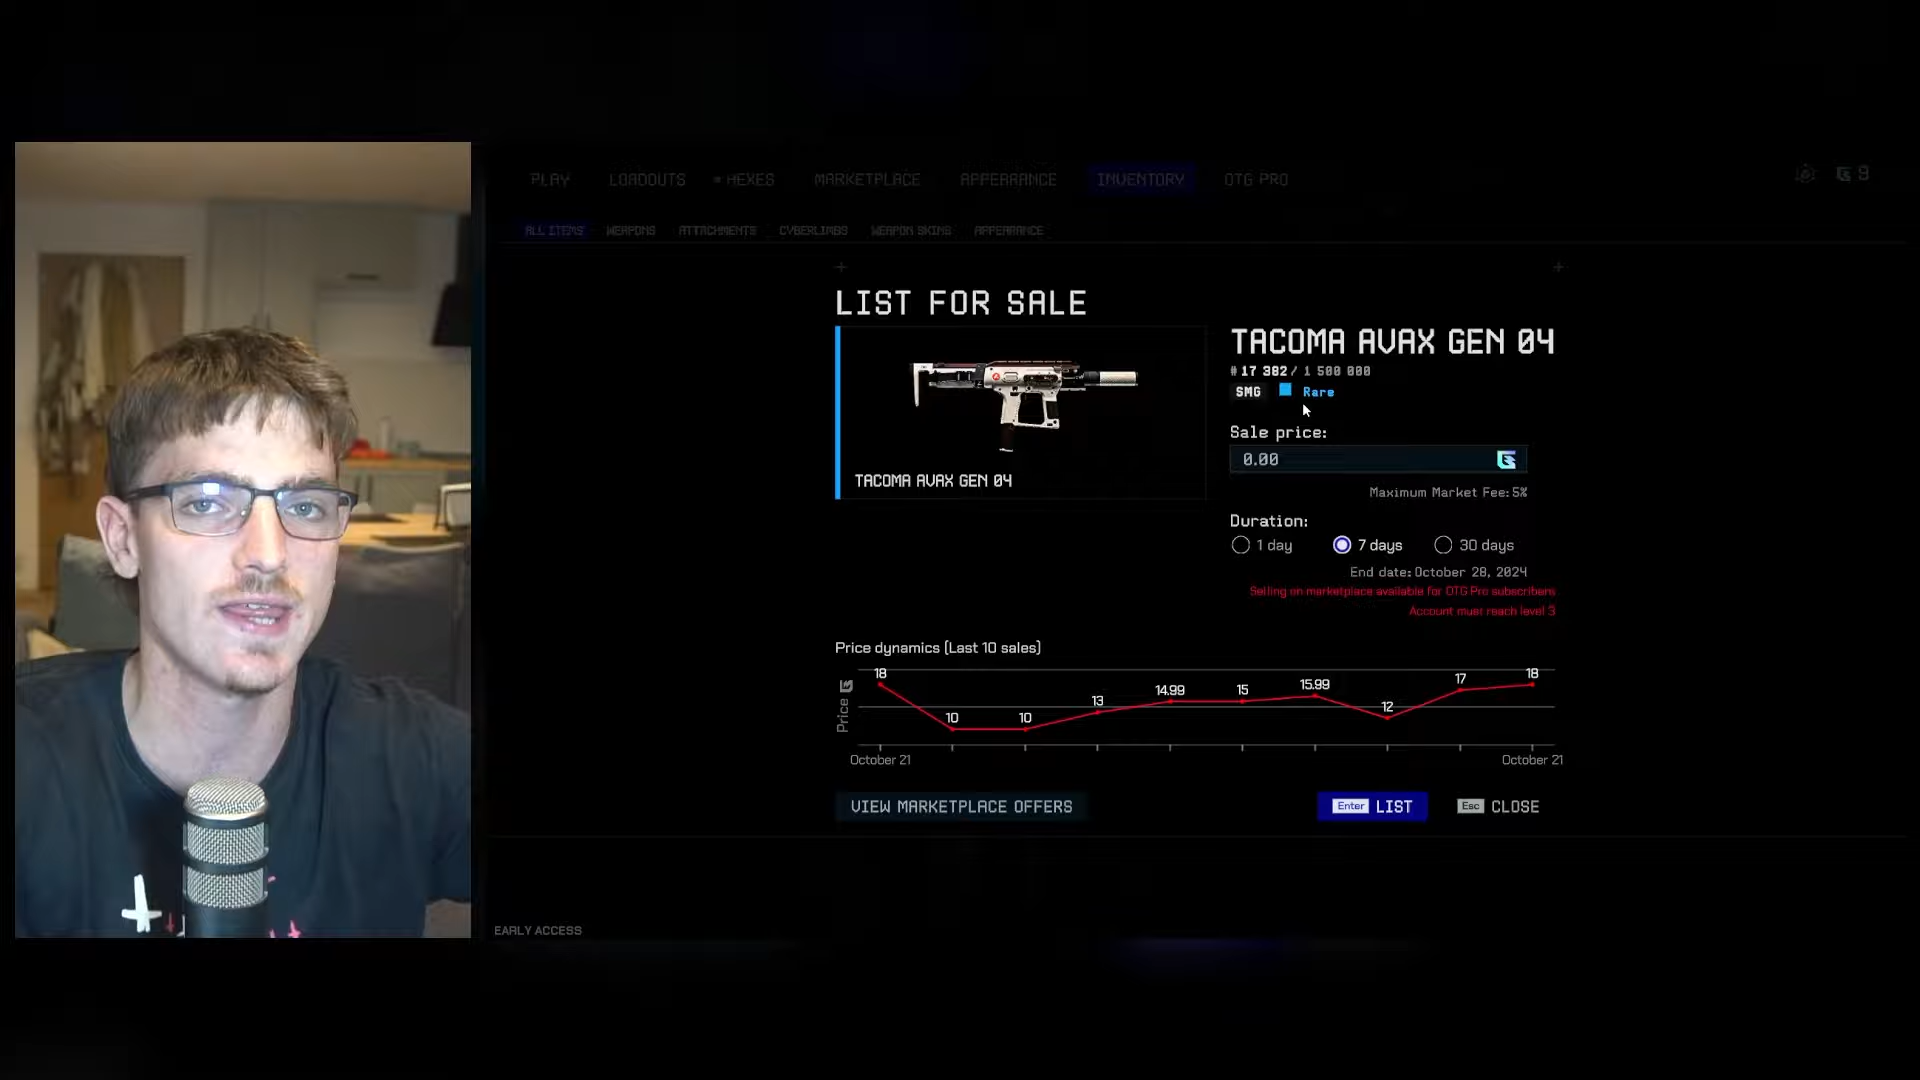 PLAY
LOADOUTS
HEXES
MARKETPLACE
APPEARANCE
INVENTORY
OTG PRO
9
ALL ITEMS
WEAPONS
ATTACHMENTS
CYBERLIMBS
WEAPON SKINS
APPEARANCE
LIST FOR SALE
TACOMA AVAX GEN 04
TACOMA AVAX GEN 04
#17 382/ 1 500 000
SMG
Rare
Sale price:
0.00
Maximum Market Fee: 5%
Duration:
1 day
7 days
30 days
End date: October 28, 2024
Selling on marketplace available for OTG Pro subscribers
Account must reach level 3
Price dynamics (Last 10 sales)
Price
18
10
10
13
14.99
15
15.99
12
17
18
October 21
October 21
VIEW MARKETPLACE OFFERS
Enter LIST
Esc CLOSE
EARLY ACCESS